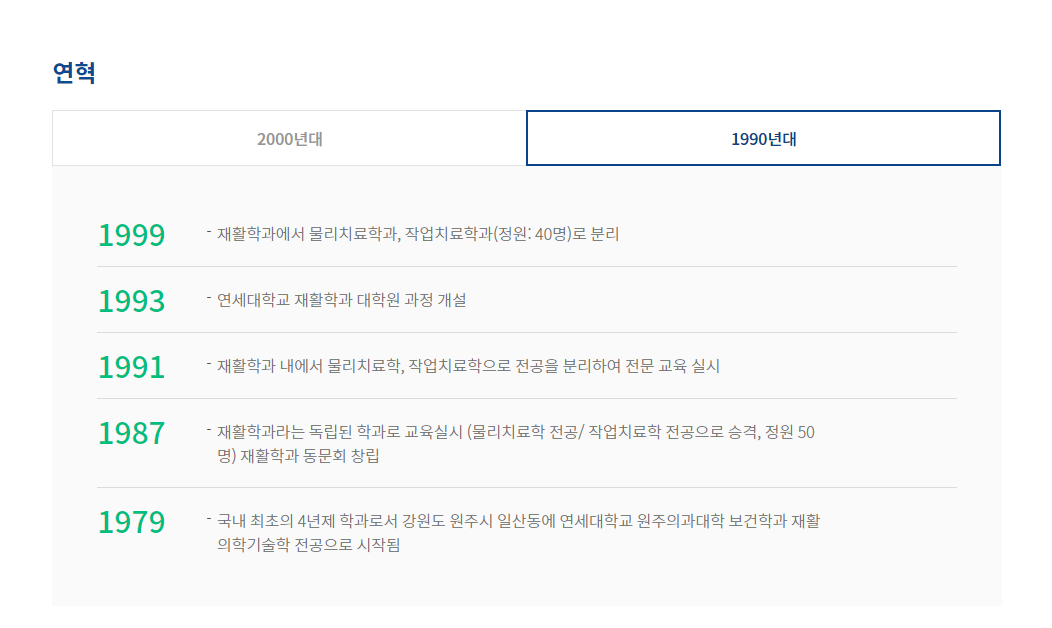 연혁
2000년대
1990년대
1999 - 재활학과에서 물리치료학과, 작업치료학과(정원: 40명)로 분리
1993 - 연세대학교 재활학과 대학원 과정 개설
1991 - 재활학과 내에서 물리치료학, 작업치료학으로 전공을 분리하여 전문 교육 실시
1987 - 재활학과라는 독립된 학과로 교육실시 (물리치료학 전공/ 작업치료학 전공으로 승격, 정원 50
명) 재활학과 동문회 창립
1979 - 국내 최초의 4년제 학과로서 강원도 원주시 일산동에 연세대학교 원주의과대학 보건학과 재활
의학기술학 전공으로 시작됨